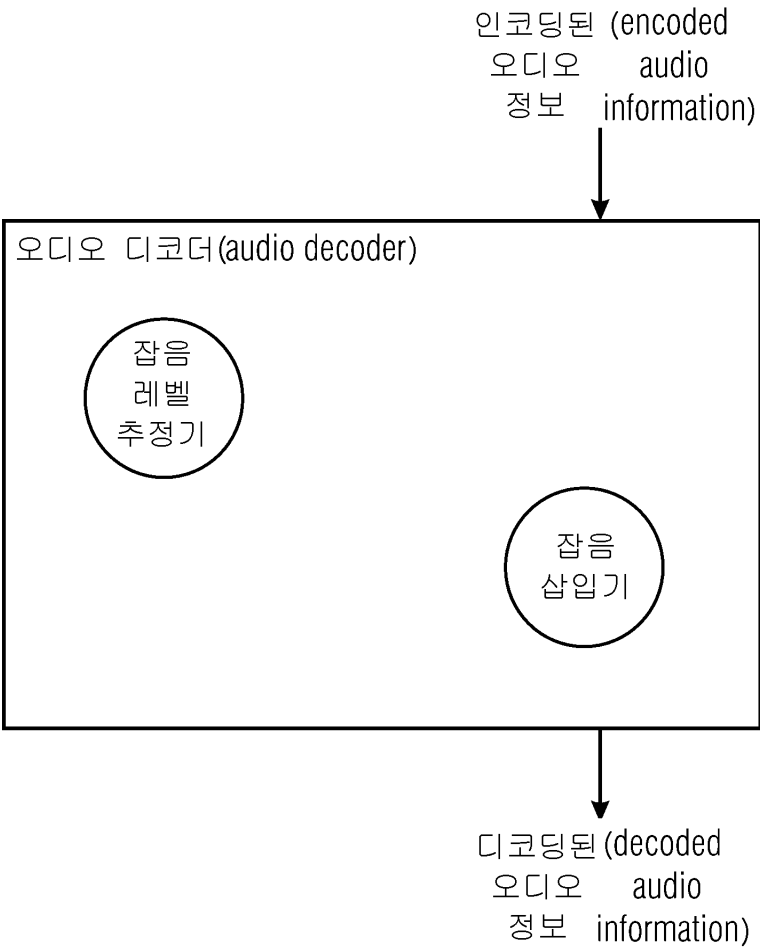 인코딩된 (encoded
오디오 audio
정보 information)
오디오 디코더(audio decoder)
잡음
레벨
추정기
잡음
삽입기
디코딩된 (decoded
오디오 audio
정보 information)